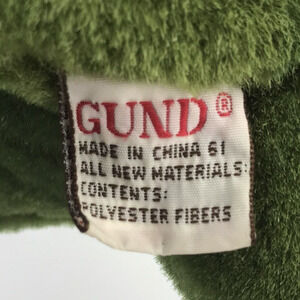 GUND®
MADE IN CHINA 61
ALL NEW MATERIALS:
CONTENTS:
POLYESTER FIBERS